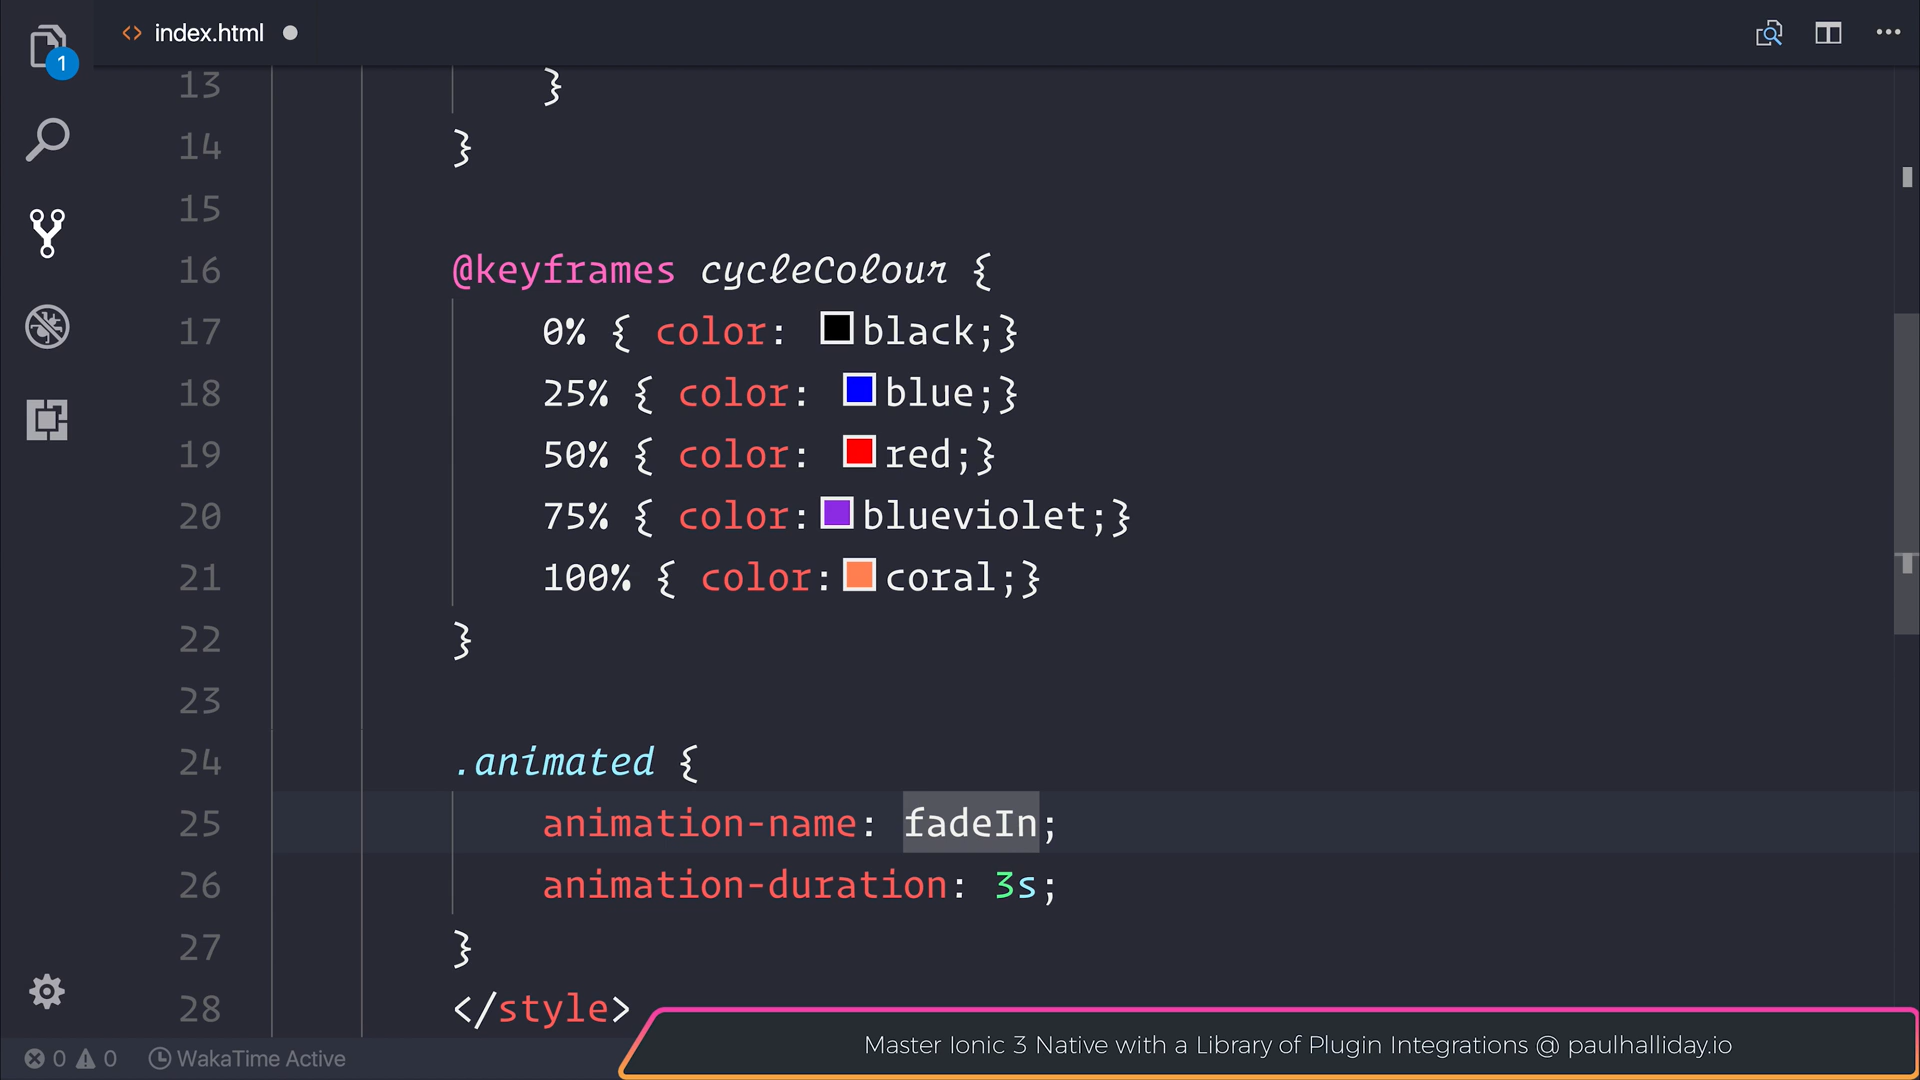 index.html
1
13 }
14 }
15
16 @keyframes cycleColour {
17 0% { color: black;}
18 25% { color: blue;}
19 50% { color: red;}
20 75% { color:blueviolet;}
21 100% { color:coral;}
22 }
23
24 .animated {
25 animation-name: fadeIn;
26 animation-duration: 3s;
27 }
28 </style>
Master Ionic 3 Native with a Library of Plugin Integrations @ paulhalliday.io
0 0 WakaTime Active